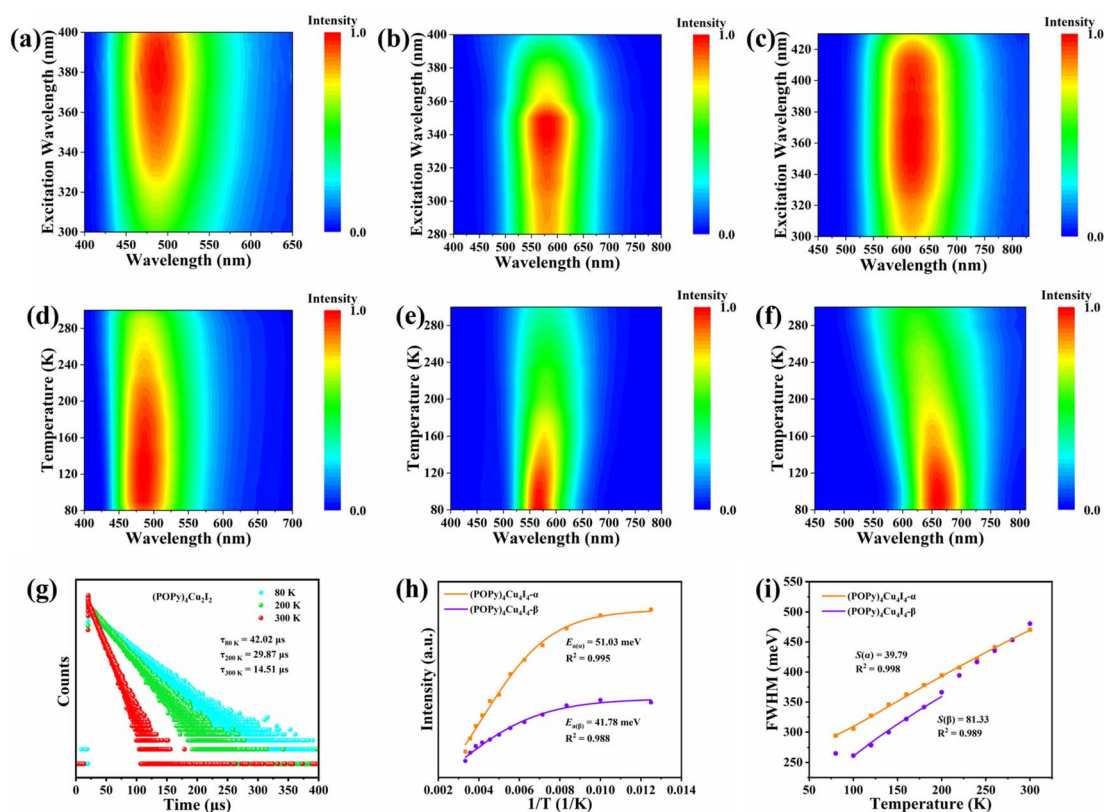 (a)
Intensity
1.0
0.0
Excitation Wavelength (nm)
400
380
360
340
320
300
400 450 500 550 600 650
Wavelength (nm)
(b)
Intensity
1.0
0.0
Excitation Wavelength (nm)
400
380
360
340
320
300
280
400 450 500 550 600 650 700 750 800
Wavelength (nm)
(c)
Intensity
1.0
0.0
Excitation Wavelength (nm)
420
400
380
360
340
320
300
450 500 550 600 650 700 750 800
Wavelength (nm)
(d)
Intensity
1.0
0.0
Temperature (K)
280
240
200
160
120
80
400 450 500 550 600 650 700
Wavelength (nm)
(e)
Intensity
1.0
0.0
Temperature (K)
280
240
200
160
120
80
400 450 500 550 600 650 700 750 800
Wavelength (nm)
(f)
Intensity
1.0
0.0
Temperature (K)
280
240
200
160
120
80
450 500 550 600 650 700 750 800
Wavelength (nm)
(g)
(POPy)₄Cu₂I₂
80 K
200 K
300 K
τ₈₀ K = 42.02 μs
τ₂₀₀ K = 29.87 μs
τ₃₀₀ K = 14.51 μs
Counts
0 50 100 150 200 250 300 350 400
Time (μs)
(h)
(POPy)₄Cu₄I₄-α
(POPy)₄Cu₄I₄-β
Eₐ(α) = 51.03 meV
R² = 0.995
Eₐ(β) = 41.78 meV
R² = 0.988
Intensity (a.u.)
0.002 0.004 0.006 0.008 0.010 0.012 0.014
1/T (1/K)
(i)
(POPy)₄Cu₄I₄-α
(POPy)₄Cu₄I₄-β
S(α) = 39.79
R² = 0.998
S(β) = 81.33
R² = 0.989
FWHM (meV)
550
500
450
400
350
300
250
50 100 150 200 250 300
Temperature (K)